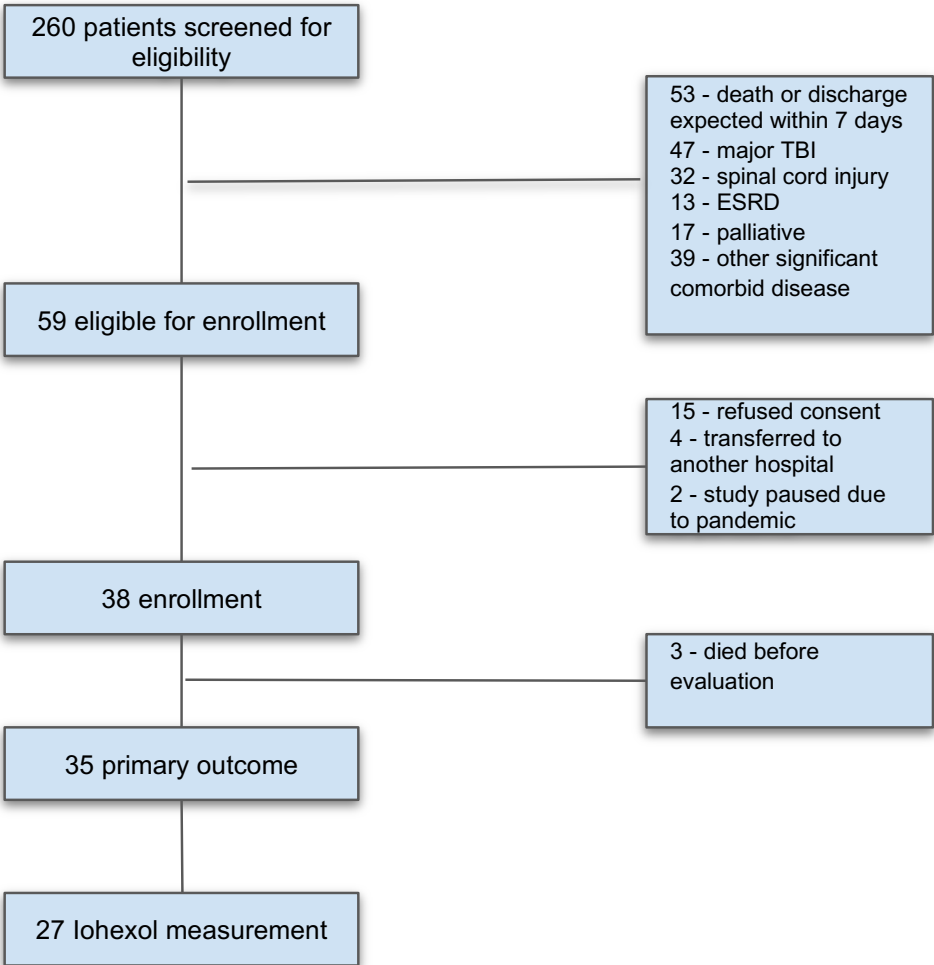 260 patients screened for
eligibility
53 - death or discharge
expected within 7 days
47 - major TBI
32 - spinal cord injury
13 - ESRD
17 - palliative
39 - other significant
comorbid disease
59 eligible for enrollment
15 - refused consent
4 - transferred to
another hospital
2 - study paused due
to pandemic
38 enrollment
3 - died before
evaluation
35 primary outcome
27 Iohexol measurement